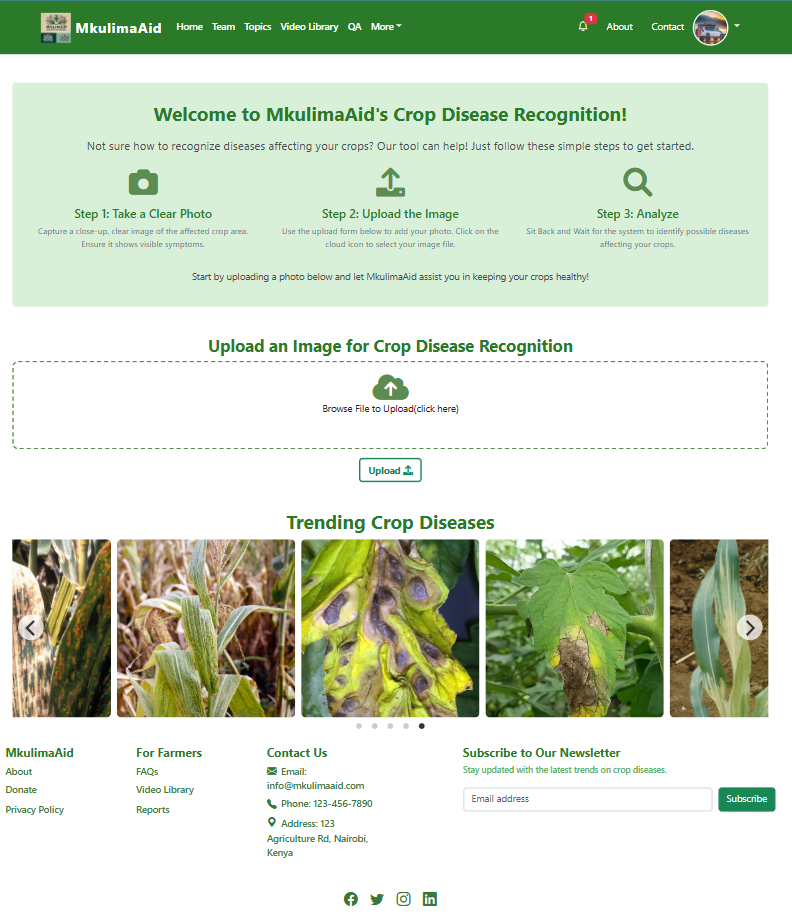 MkulimaAid
Home Team Topics Video Library QA More
1
About Contact
Welcome to MkulimaAid's Crop Disease Recognition!
Not sure how to recognize diseases affecting your crops? Our tool can help! Just follow these simple steps to get started.
Step 1: Take a Clear Photo
Capture a close-up, clear image of the affected crop area.
Ensure it shows visible symptoms.
Step 2: Upload the Image
Use the upload form below to add your photo. Click on the
cloud icon to select your image file.
Step 3: Analyze
Sit Back and Wait for the system to identify possible diseases
affecting your crops.
Start by uploading a photo below and let MkulimaAid assist you in keeping your crops healthy!
Upload an Image for Crop Disease Recognition
Browse File to Upload(click here)
Upload
Trending Crop Diseases
MkulimaAid
About
Donate
Privacy Policy
For Farmers
FAQs
Video Library
Reports
Contact Us
Email:
info@mkulimaaid.com
Phone: 123-456-7890
Address: 123
Agriculture Rd, Nairobi,
Kenya
Subscribe to Our Newsletter
Stay updated with the latest trends on crop diseases.
Email address
Subscribe